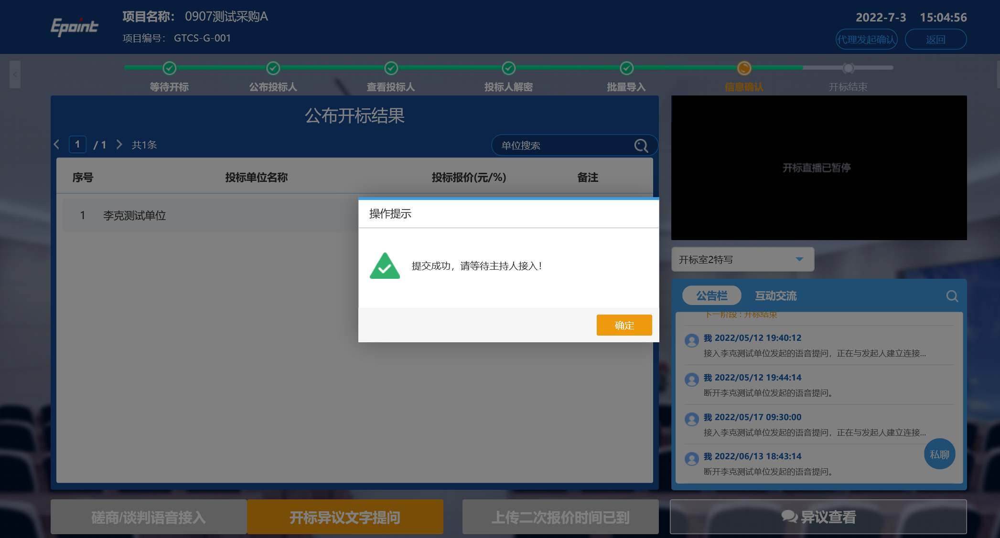 Epoint
项目名称： 0907测试采购A
项目编号： GTCS-G-001
2022-7-3 15:04:56
代理发起确认
返回
等待开标
公布投标人
查看投标人
投标人解密
批量导入
信息确认
开标结束
公布开标结果
1 / 1 共1条
单位搜索
序号 投标单位名称 投标报价(元/%) 备注
1 李克测试单位
操作提示
提交成功，请等待主持人接入！
确定
开标直播已暂停
开标室2特写
公告栏 互动交流
下一阶段：开标结束
我 2022/05/12 19:40:12
接入李克测试单位发起的语音提问，正在与发起人建立连接...
我 2022/05/12 19:44:14
断开李克测试单位发起的语音提问。
我 2022/05/17 09:30:00
接入李克测试单位发起的语音提问，正在与发起人建立连接...
我 2022/06/13 18:43:14
断开李克测试单位发起的语音提问。
私聊
磋商/谈判语音接入
开标异议文字提问
上传二次报价时间已到
异议查看